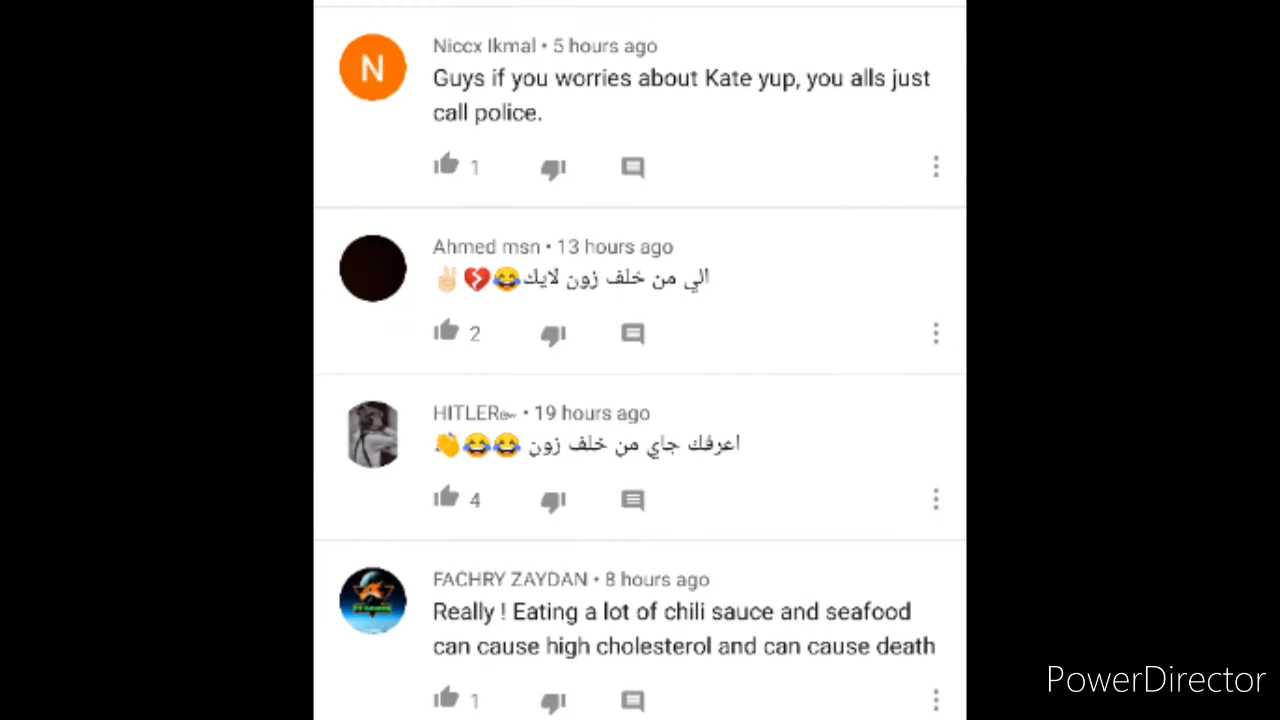 N
Niccx Ikmal • 5 hours ago
Guys if you worries about Kate yup, you alls just
call police.
1
Ahmed msn • 13 hours ago
الي من خلف زون لايك😂💔✌🏻
2
HITLER • 19 hours ago
اعرفك جاي من خلف زون 😂😂👏
4
FACHRY ZAYDAN • 8 hours ago
Really ! Eating a lot of chili sauce and seafood
can cause high cholesterol and can cause death
1
PowerDirector